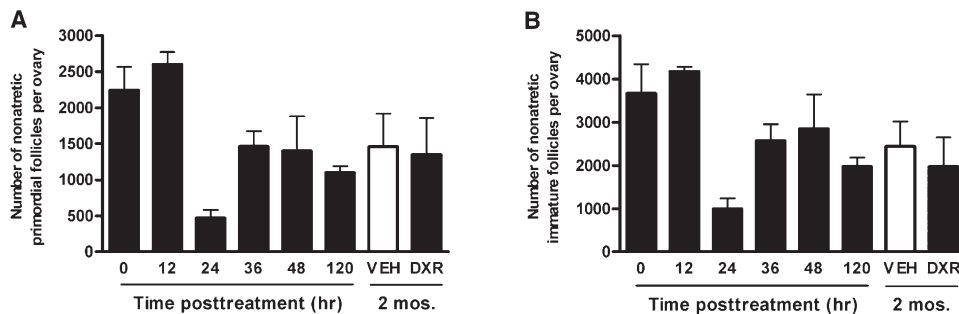 A
Number of nonatretic
primordial follicles per ovary
3000
2500
2000
1500
1000
500
0
0 12 24 36 48 120 VEH DXR
Time posttreatment (hr) 2 mos.
B
Number of nonatretic
immature follicles per ovary
5000
4000
3000
2000
1000
0
0 12 24 36 48 120 VEH DXR
Time posttreatment (hr) 2 mos.